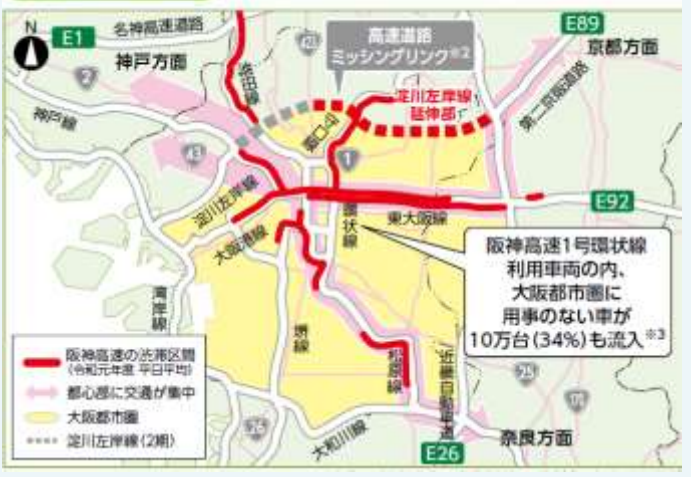 N
E1
名神高速道路
神戸方面
2
神戸線
43
池田線
423
高速道路
ミッシングリンク※2
守口線
1
淀川左岸線
延伸部
E89
京都方面
第二京阪道路
E92
淀川左岸線
大阪港線
東大阪線
環状線
湾岸線
堺線
松原線
近畿自動車道
大和川線
26
25
170
E26
奈良方面
阪神高速1号環状線
利用車両の内、
大阪都市圏に
用事のない車が
10万台(34%)も流入※3
阪神高速の渋滞区間
(令和元年度 平日平均)
都心部に交通が集中
大阪都市圏
淀川左岸線(2期)